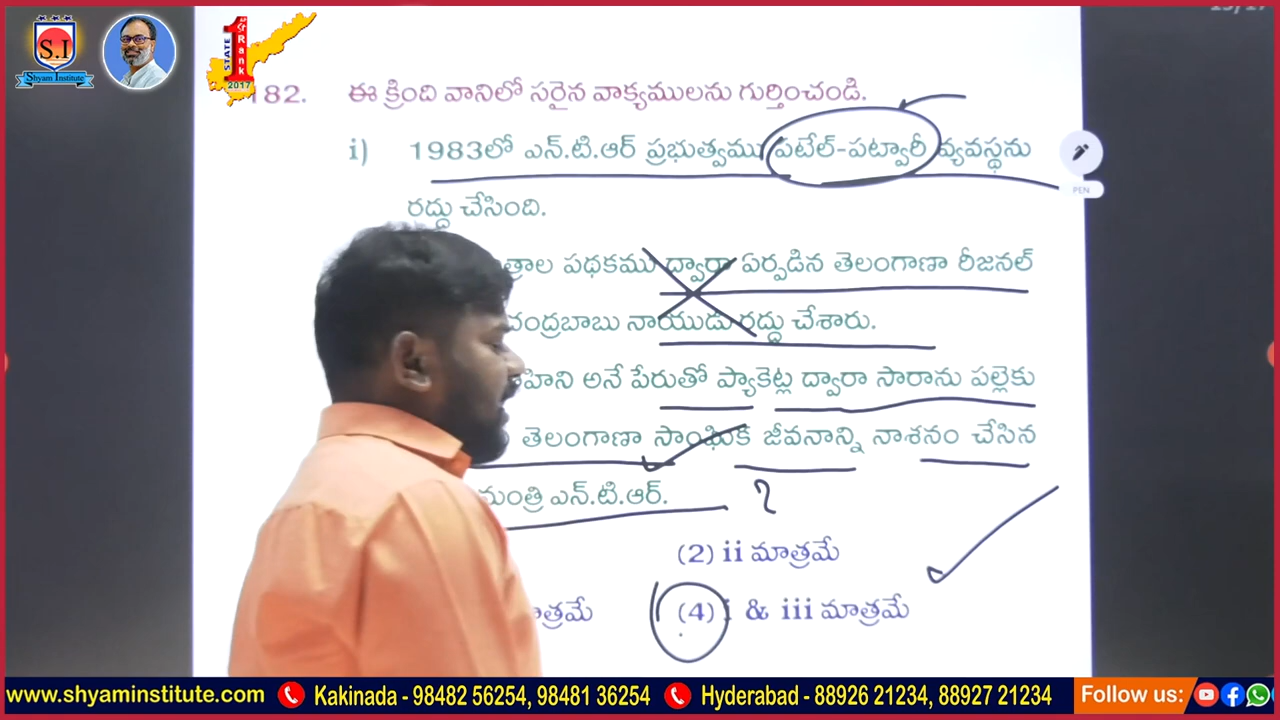 S.I
Shyam Institute
STATE 1 Rank
2017
182. ఈ క్రింది వానిలో సరైన వాక్యములను గుర్తించండి.
i) 1983లో ఎన్.టి.ఆర్ ప్రభుత్వము పటేల్-పట్వారీ వ్యవస్థను
PEN
రద్దు చేసింది.
పథకము ద్వారా ఏర్పడిన తెలంగాణా రీజనల్
చంద్రబాబు నాయుడు రద్దు చేశారు.
అనే పేరుతో ప్యాకెట్ల ద్వారా సారాను పల్లెకు
తెలంగాణా సాంఘిక జీవనాన్ని నాశనం చేసిన
ఎన్.టి.ఆర్.
(2) ii మాత్రమే
(4) i & iii మాత్రమే
www.shyaminstitute.com Kakinada - 98482 56254, 98481 36254 Hyderabad - 88926 21234, 88927 21234 Follow us: